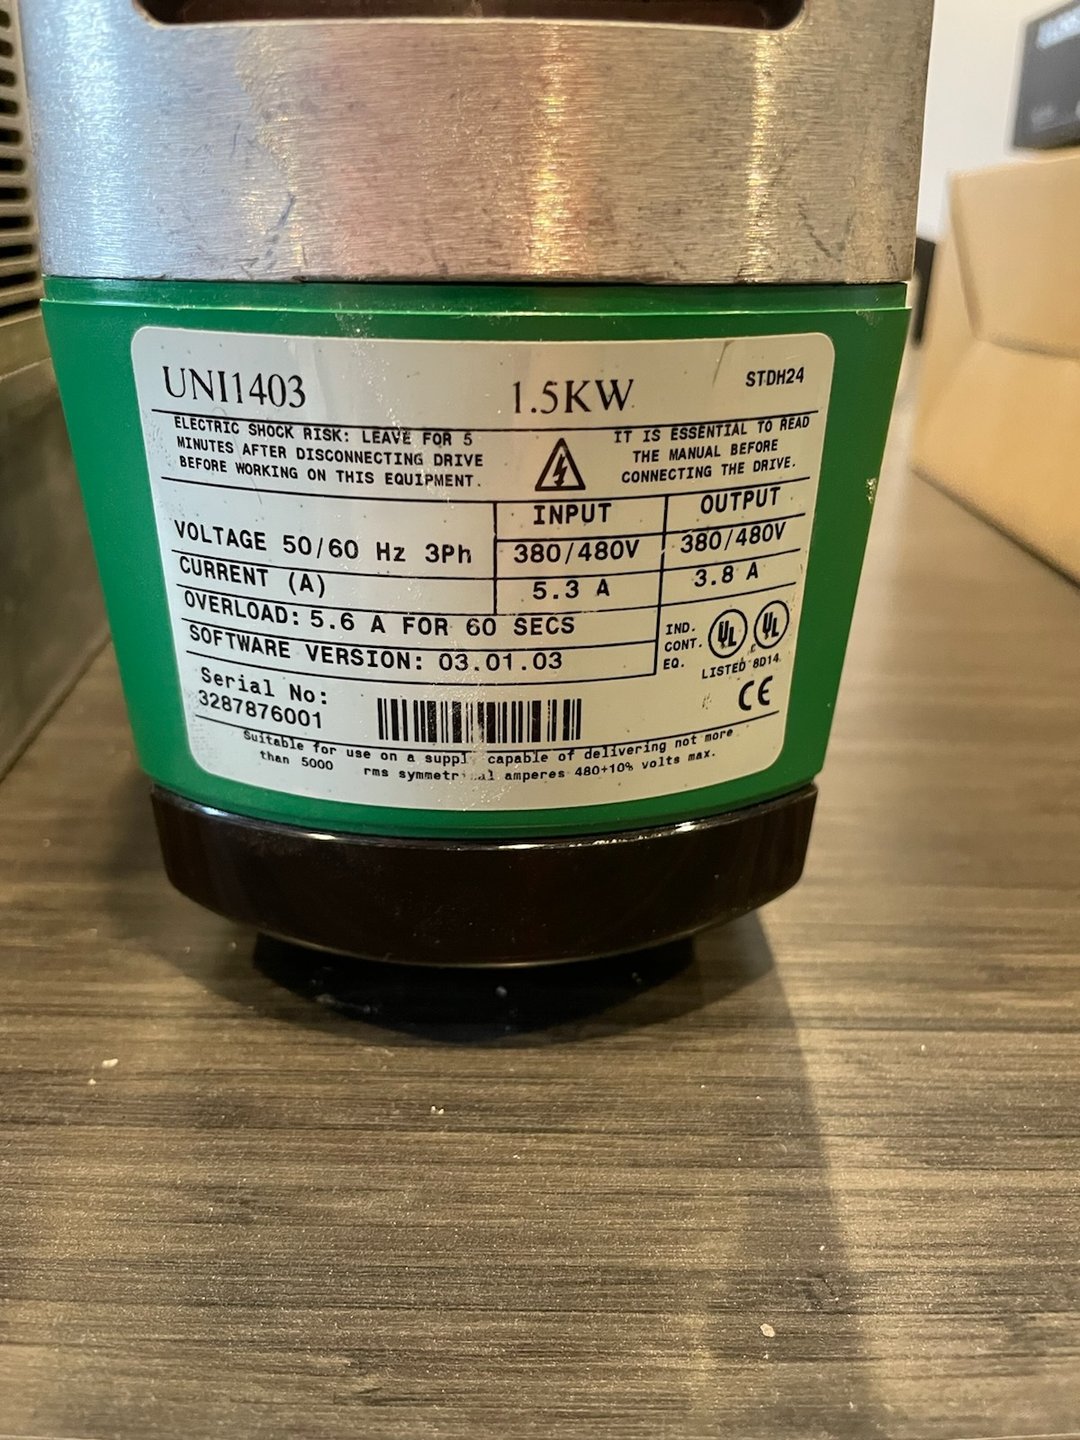 UNI1403 1.5KW STDH24
ELECTRIC SHOCK RISK: LEAVE FOR 5
MINUTES AFTER DISCONNECTING DRIVE
BEFORE WORKING ON THIS EQUIPMENT.
IT IS ESSENTIAL TO READ
THE MANUAL BEFORE
CONNECTING THE DRIVE.
INPUT OUTPUT
VOLTAGE 50/60 Hz 3Ph 380/480V 380/480V
CURRENT (A) 5.3 A 3.8 A
OVERLOAD: 5.6 A FOR 60 SECS
SOFTWARE VERSION: 03.01.03
IND.
CONT.
EQ.
UL UL
LISTED 8D14
CE
Serial No:
3287876001
Suitable for use on a capable of delivering not more
than 5000 rms amperes 480+10% volts max.